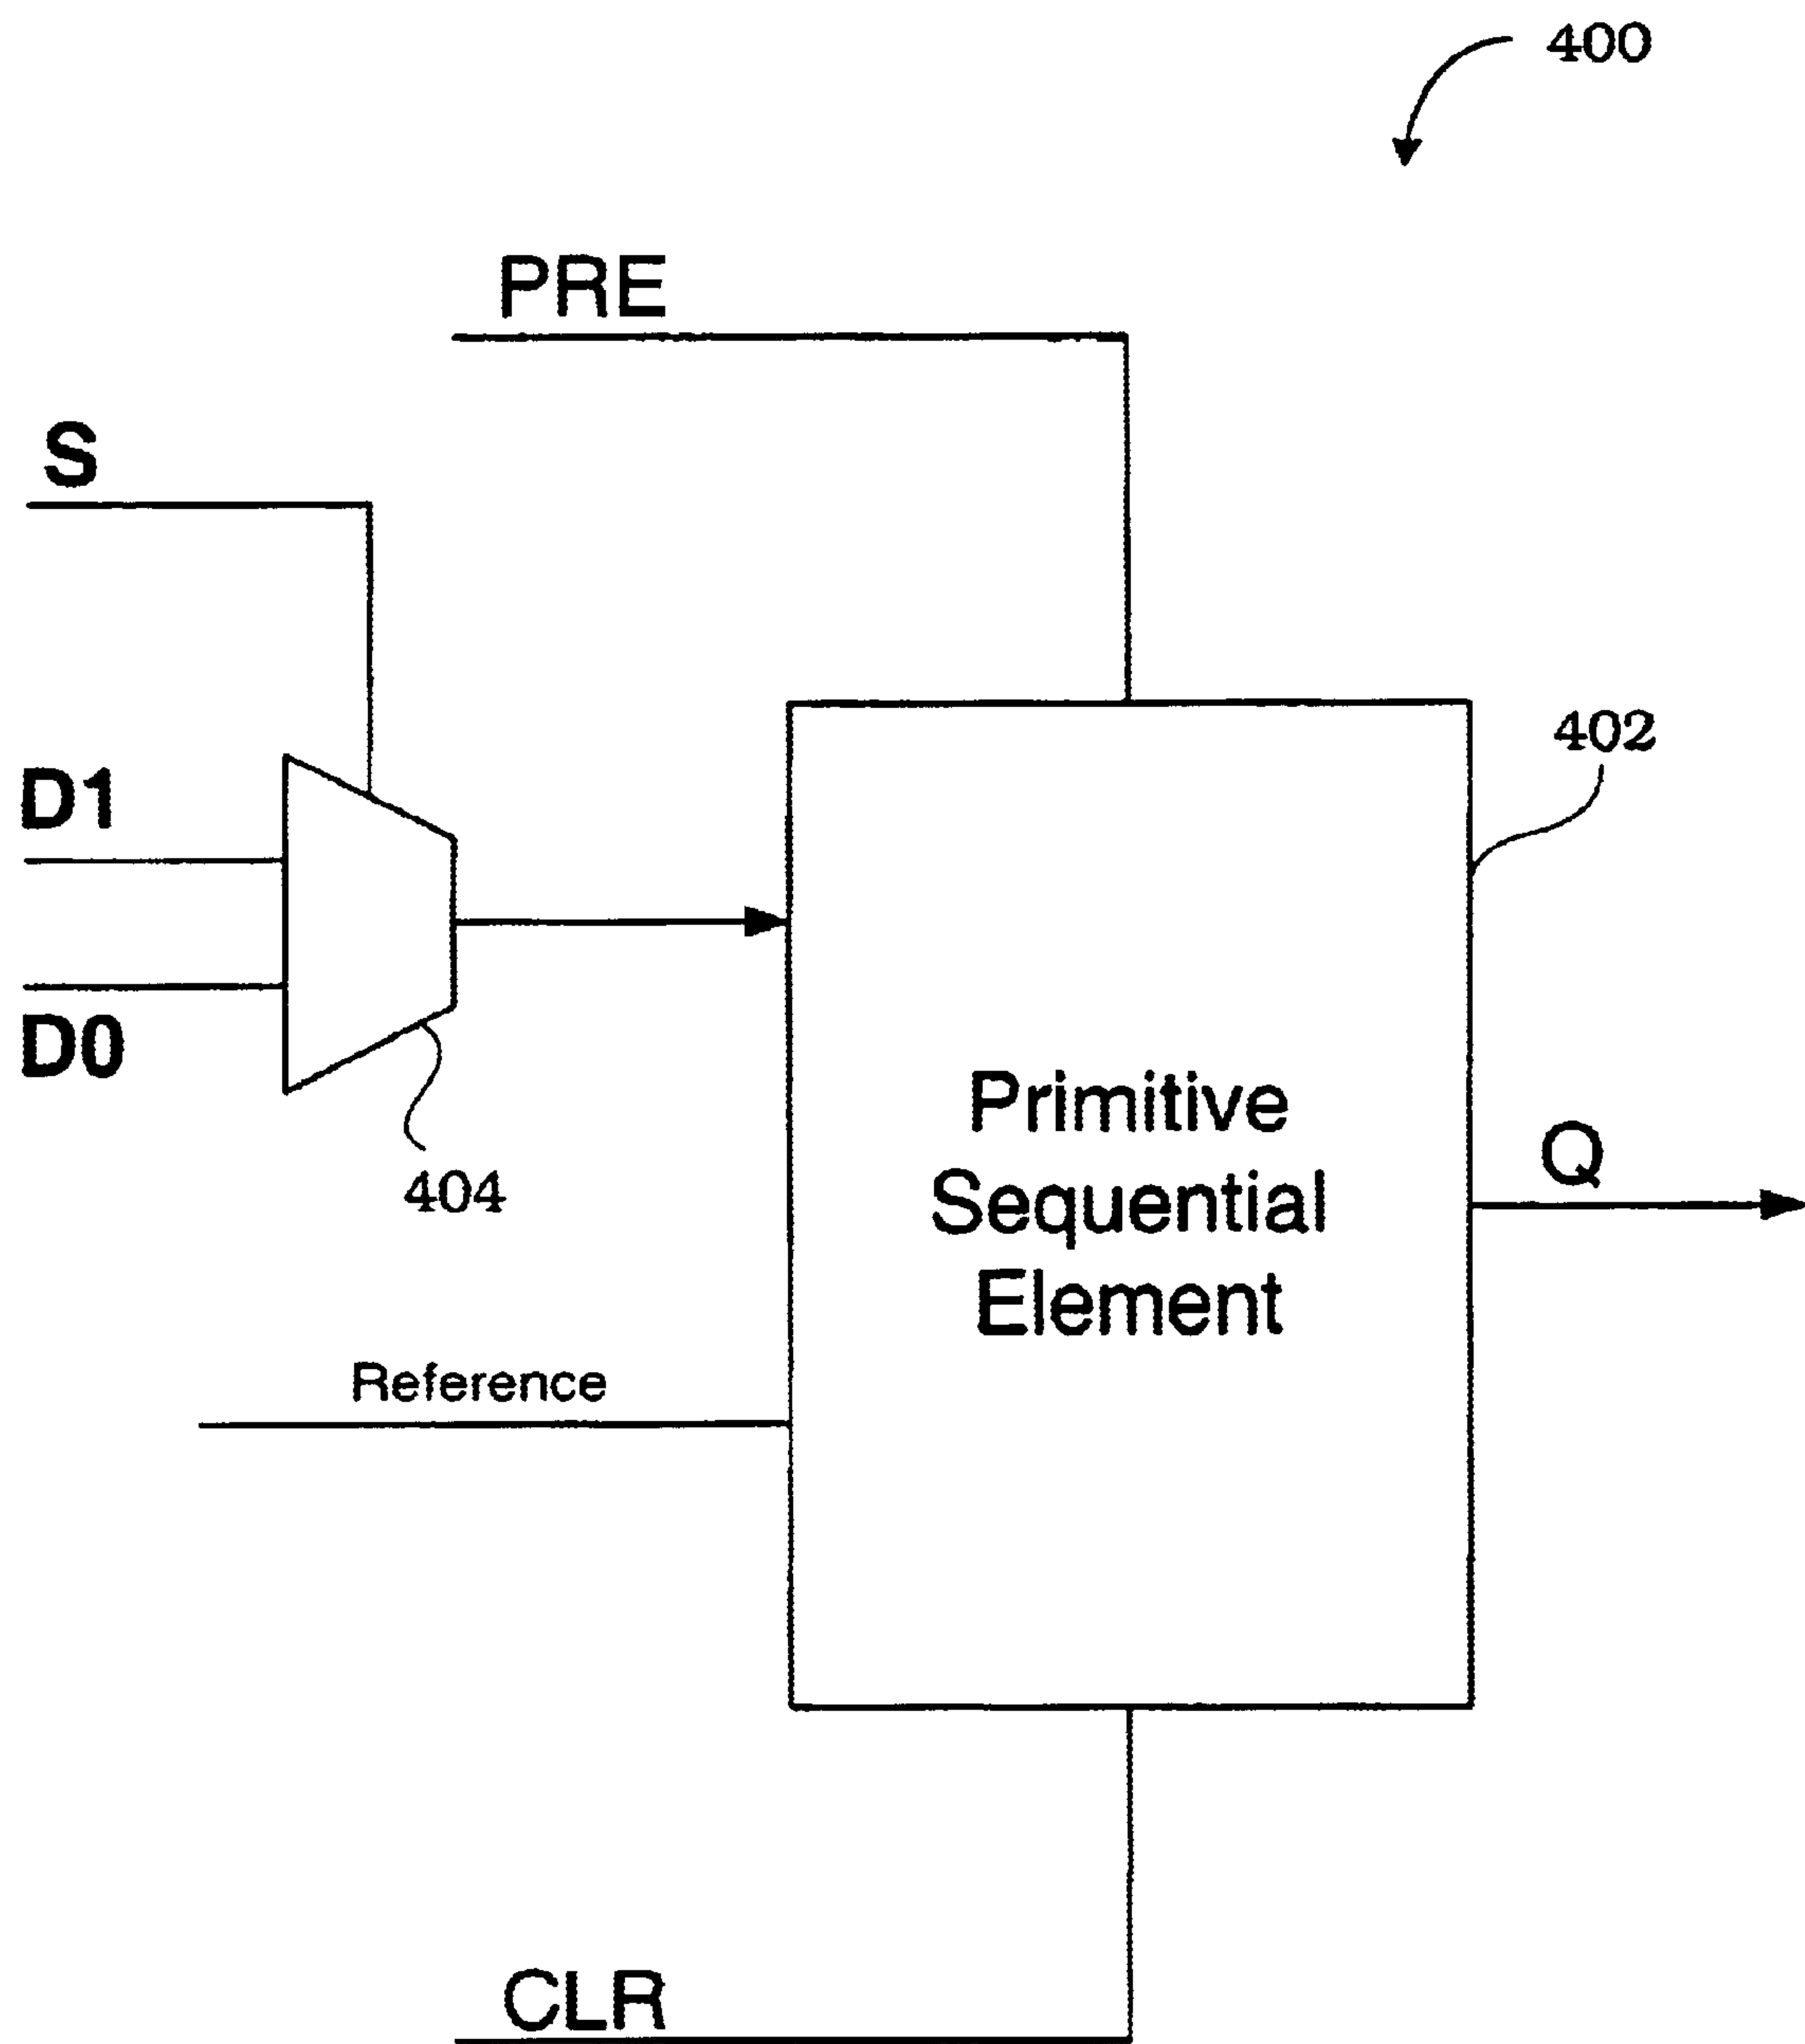 400
PRE
S
D1
D0
404
402
Primitive
Sequential
Element
Q
Reference
CLR